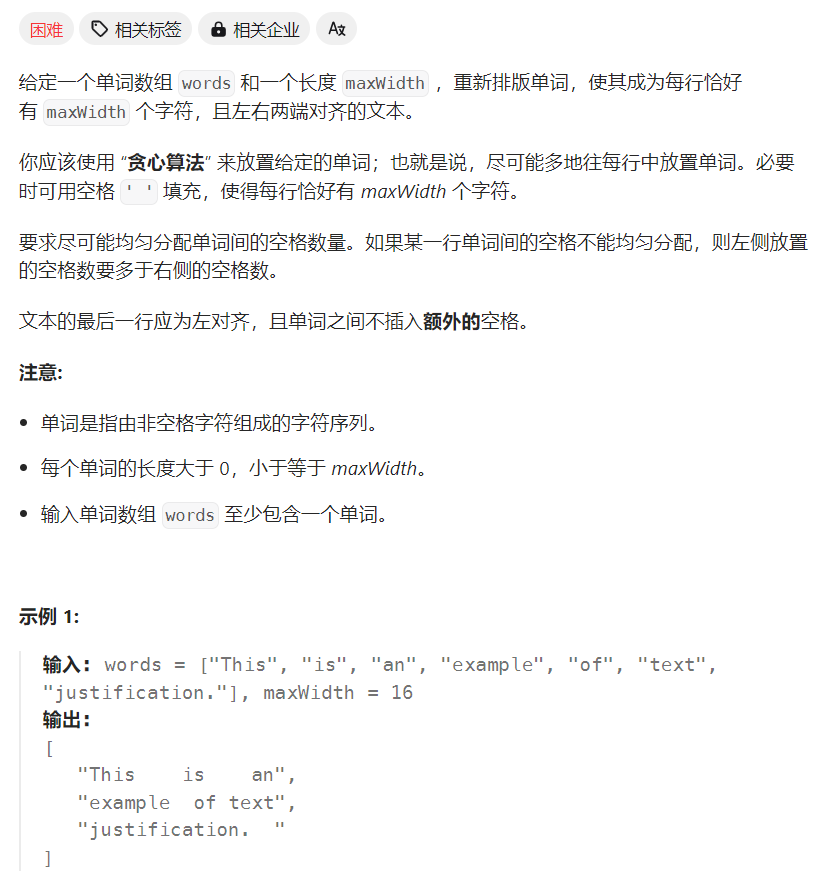 困难 相关标签 相关企业
给定一个单词数组 words 和一个长度 maxWidth ，重新排版单词，使其成为每行恰好
有 maxWidth 个字符，且左右两端对齐的文本。
你应该使用 “贪心算法” 来放置给定的单词；也就是说，尽可能多地往每行中放置单词。必要
时可用空格 ' ' 填充，使得每行恰好有 maxWidth 个字符。
要求尽可能均匀分配单词间的空格数量。如果某一行单词间的空格不能均匀分配，则左侧放置
的空格数要多于右侧的空格数。
文本的最后一行应为左对齐，且单词之间不插入额外的空格。
注意:
• 单词是指由非空格字符组成的字符序列。
• 每个单词的长度大于 0，小于等于 maxWidth。
• 输入单词数组 words 至少包含一个单词。
示例 1:
输入: words = ["This", "is", "an", "example", "of", "text",
"justification."], maxWidth = 16
输出:
[
   "This    is    an",
   "example  of text",
   "justification.  "
]